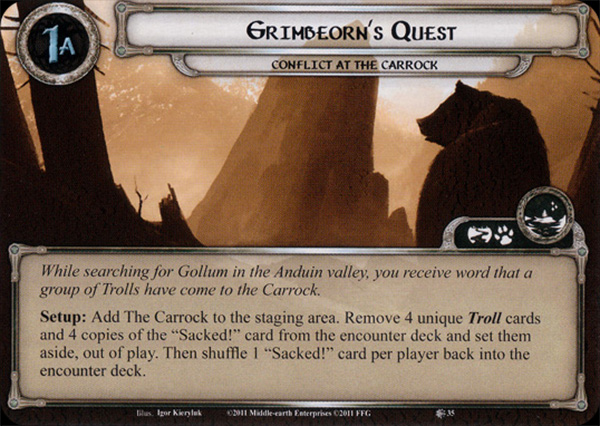 1A
Grimbeorn's Quest
Conflict at the Carrock
While searching for Gollum in the Anduin valley, you receive word that a
group of Trolls have come to the Carrock.
Setup: Add The Carrock to the staging area. Remove 4 unique Troll cards
and 4 copies of the “Sacked!” card from the encounter deck and set them
aside, out of play. Then shuffle 1 “Sacked!” card per player back into the
encounter deck.
Illus. Igor Kieryluk ©2011 Middle-earth Enterprises ©2011 FFG 35